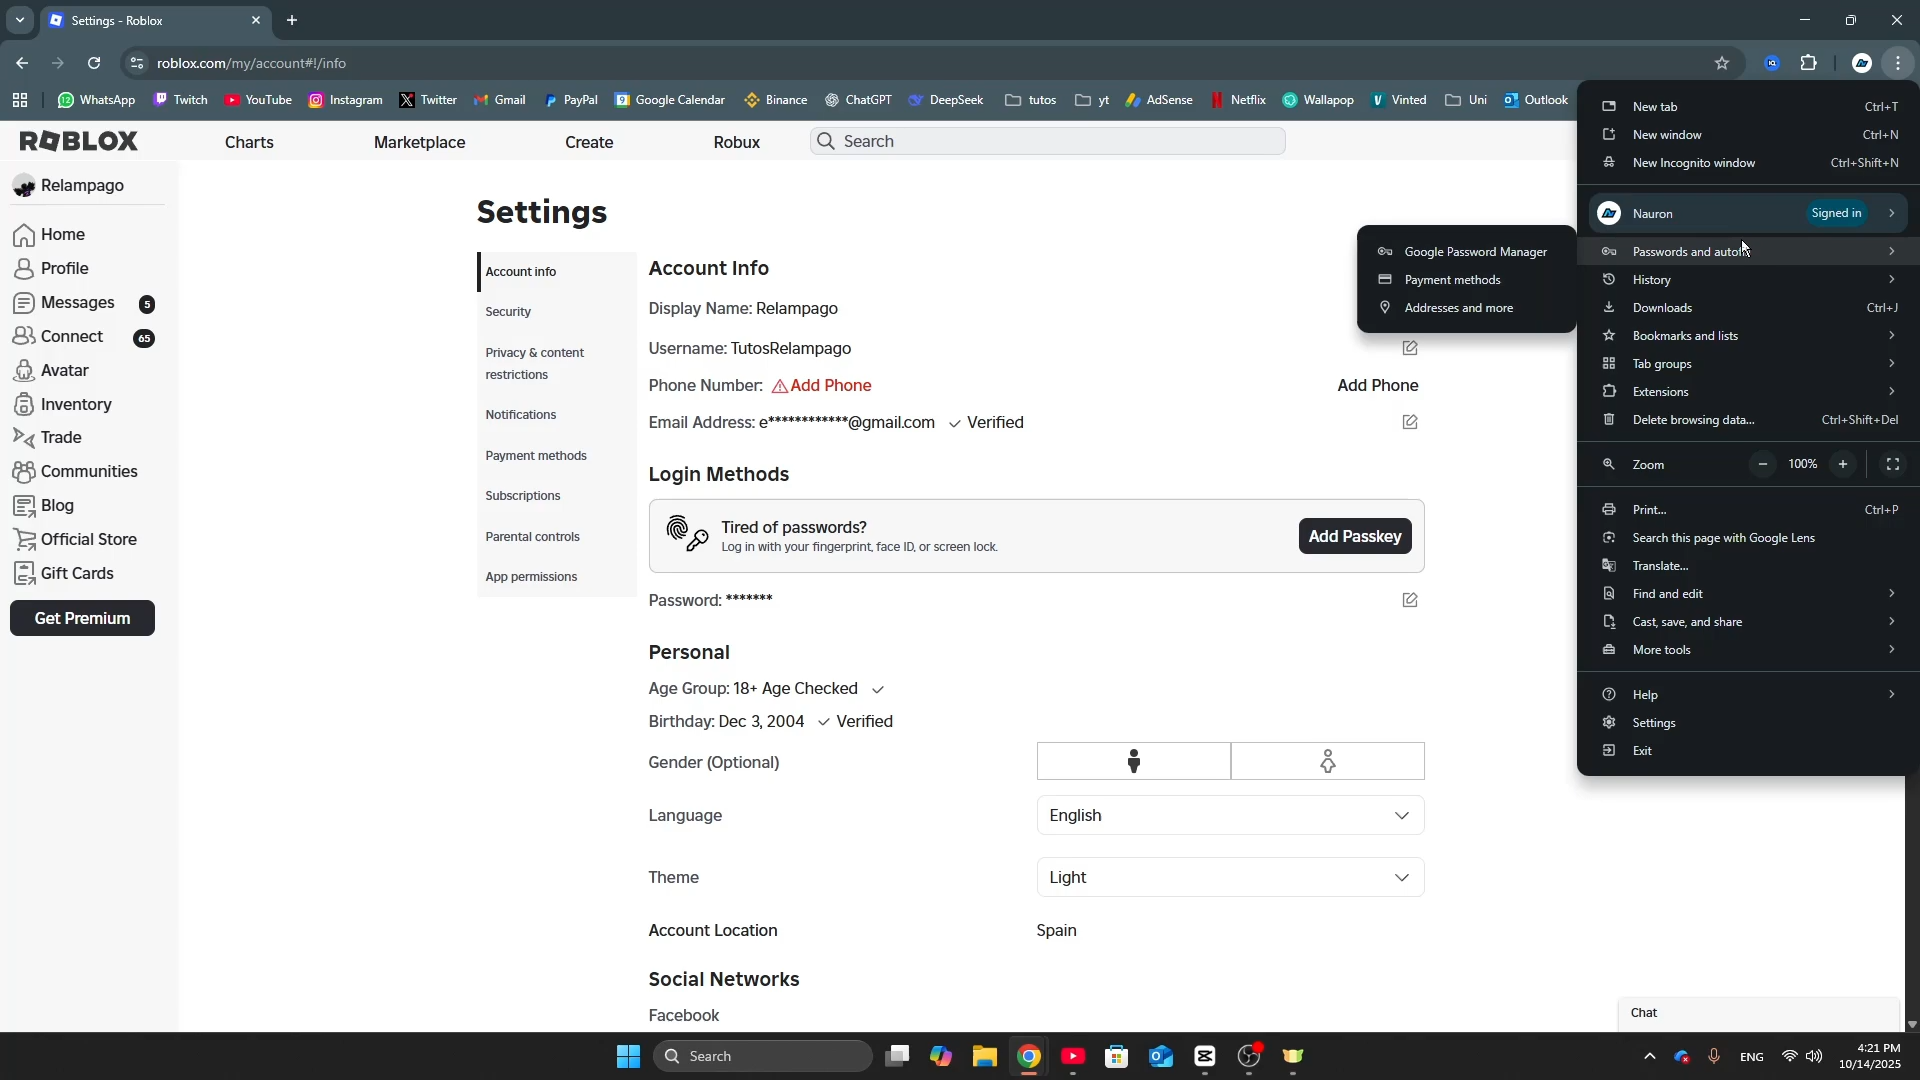 Settings - Roblox
roblox.com/my/account#!/info
WhatsApp Twitch YouTube Instagram Twitter Gmail PayPal Google Calendar Binance ChatGPT DeepSeek tutos yt AdSense Netflix Wallapop Vinted Uni Outlook
ROBLOX Charts Marketplace Create Robux Search
Relampago
Home
Profile
Messages 5
Connect 65
Avatar
Inventory
Trade
Communities
Blog
Official Store
Gift Cards
Get Premium
Settings
Account info
Security
Privacy & content
restrictions
Notifications
Payment methods
Subscriptions
Parental controls
App permissions
Account Info
Display Name: Relampago
Username: TutosRelampago
Phone Number: Add Phone Add Phone
Email Address: e************@gmail.com Verified
Login Methods
Tired of passwords?
Log in with your fingerprint, face ID, or screen lock.
Add Passkey
Password: *******
Personal
Age Group: 18+ Age Checked
Birthday: Dec 3, 2004 Verified
Gender (Optional)
Language English
Theme Light
Account Location Spain
Social Networks
Facebook
Google Password Manager
Payment methods
Addresses and more
New tab Ctrl+T
New window Ctrl+N
New Incognito window Ctrl+Shift+N
Nauron Signed in
Passwords and autofi
History
Downloads Ctrl+J
Bookmarks and lists
Tab groups
Extensions
Delete browsing data... Ctrl+Shift+Del
Zoom − 100% +
Print... Ctrl+P
Search this page with Google Lens
Translate...
Find and edit
Cast, save, and share
More tools
Help
Settings
Exit
Chat
Search
ENG
4:21 PM
10/14/2025